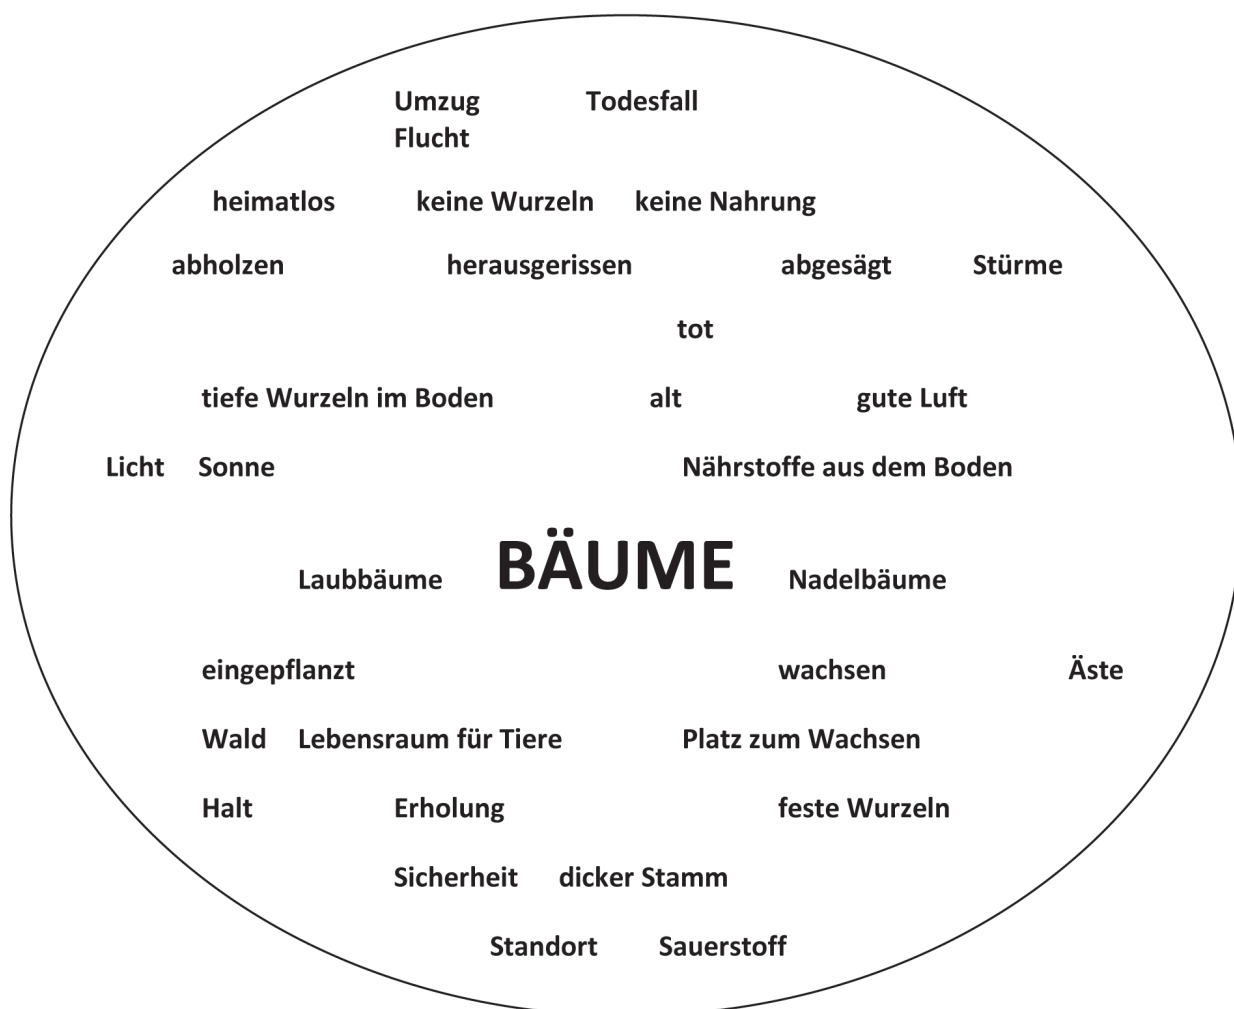 Umzug Todesfall
Flucht
heimatlos keine Wurzeln keine Nahrung
abholzen herausgerissen abgesägt Stürme
tot
tiefe Wurzeln im Boden alt gute Luft
Licht Sonne Nährstoffe aus dem Boden
Laubbäume BÄUME Nadelbäume
eingepflanzt wachsen Äste
Wald Lebensraum für Tiere Platz zum Wachsen
Halt Erholung feste Wurzeln
Sicherheit dicker Stamm
Standort Sauerstoff